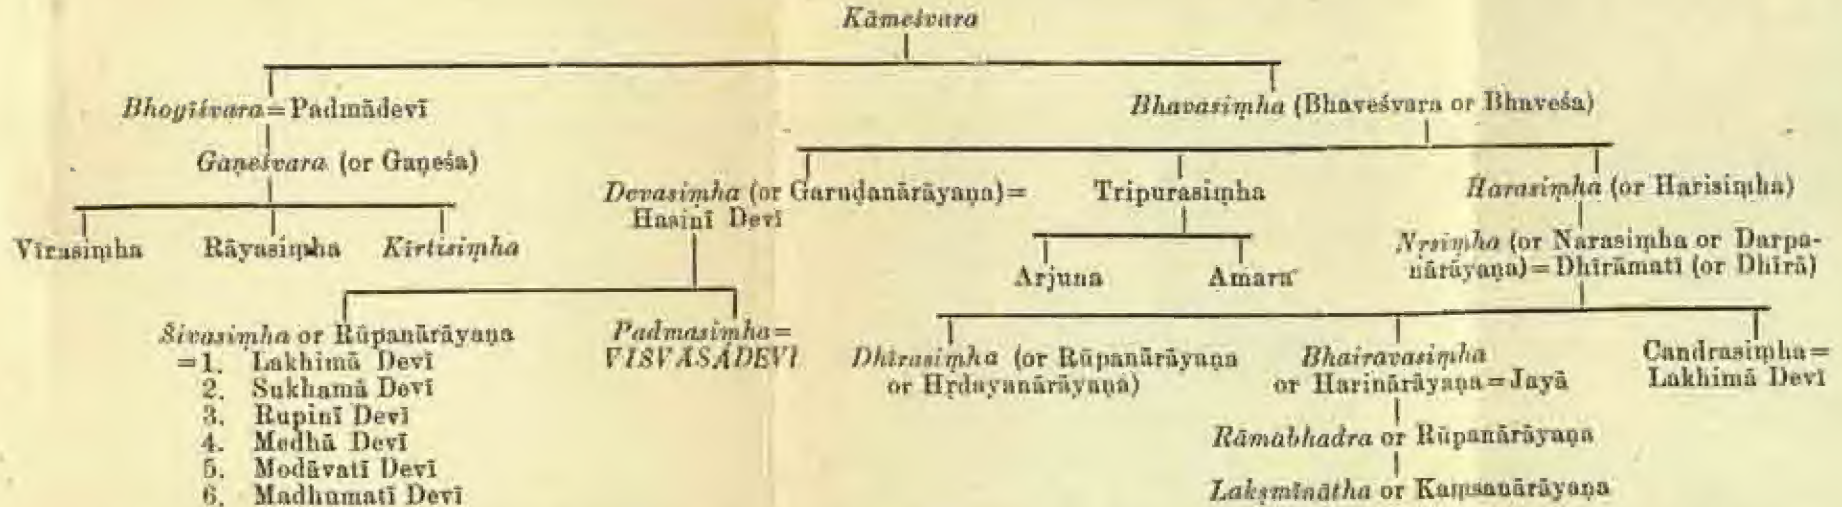 Kāmeśvara
Bhogīśvara=Padmādevī
Bhavasiṃha (Bhaveśvara or Bhaveśa)
Gaṇeśvara (or Gaṇeśa)
Devasiṃha (or Garuḍanārāyaṇa)=
Hasinī Devī
Tripurasiṃha
Harasiṃha (or Harisiṃha)
Vīrasiṃha
Rāyasiṃha
Kīrtisiṃha
Arjuna
Amara
Nṛsiṃha (or Narasiṃha or Darpa-
nārāyaṇa)=Dhīrāmatī (or Dhīrā)
Śivasiṃha or Rūpanārāyaṇa
=1. Lakhimā Devī
2. Sukhamā Devī
3. Rupinī Devī
4. Medhā Devī
5. Modāvatī Devī
6. Madhumatī Devī
Padmasiṃha=
VISVĀSĀDEVĪ
Dhīrasiṃha (or Rūpanārāyaṇa
or Hṛdayanārāyaṇa)
Bhairavasiṃha
or Harinārāyaṇa=Jayā
Candrasiṃha=
Lakhimā Devī
Rāmabhadra or Rūpanārāyaṇa
Lakṣmīnātha or Kaṃsanārāyaṇa